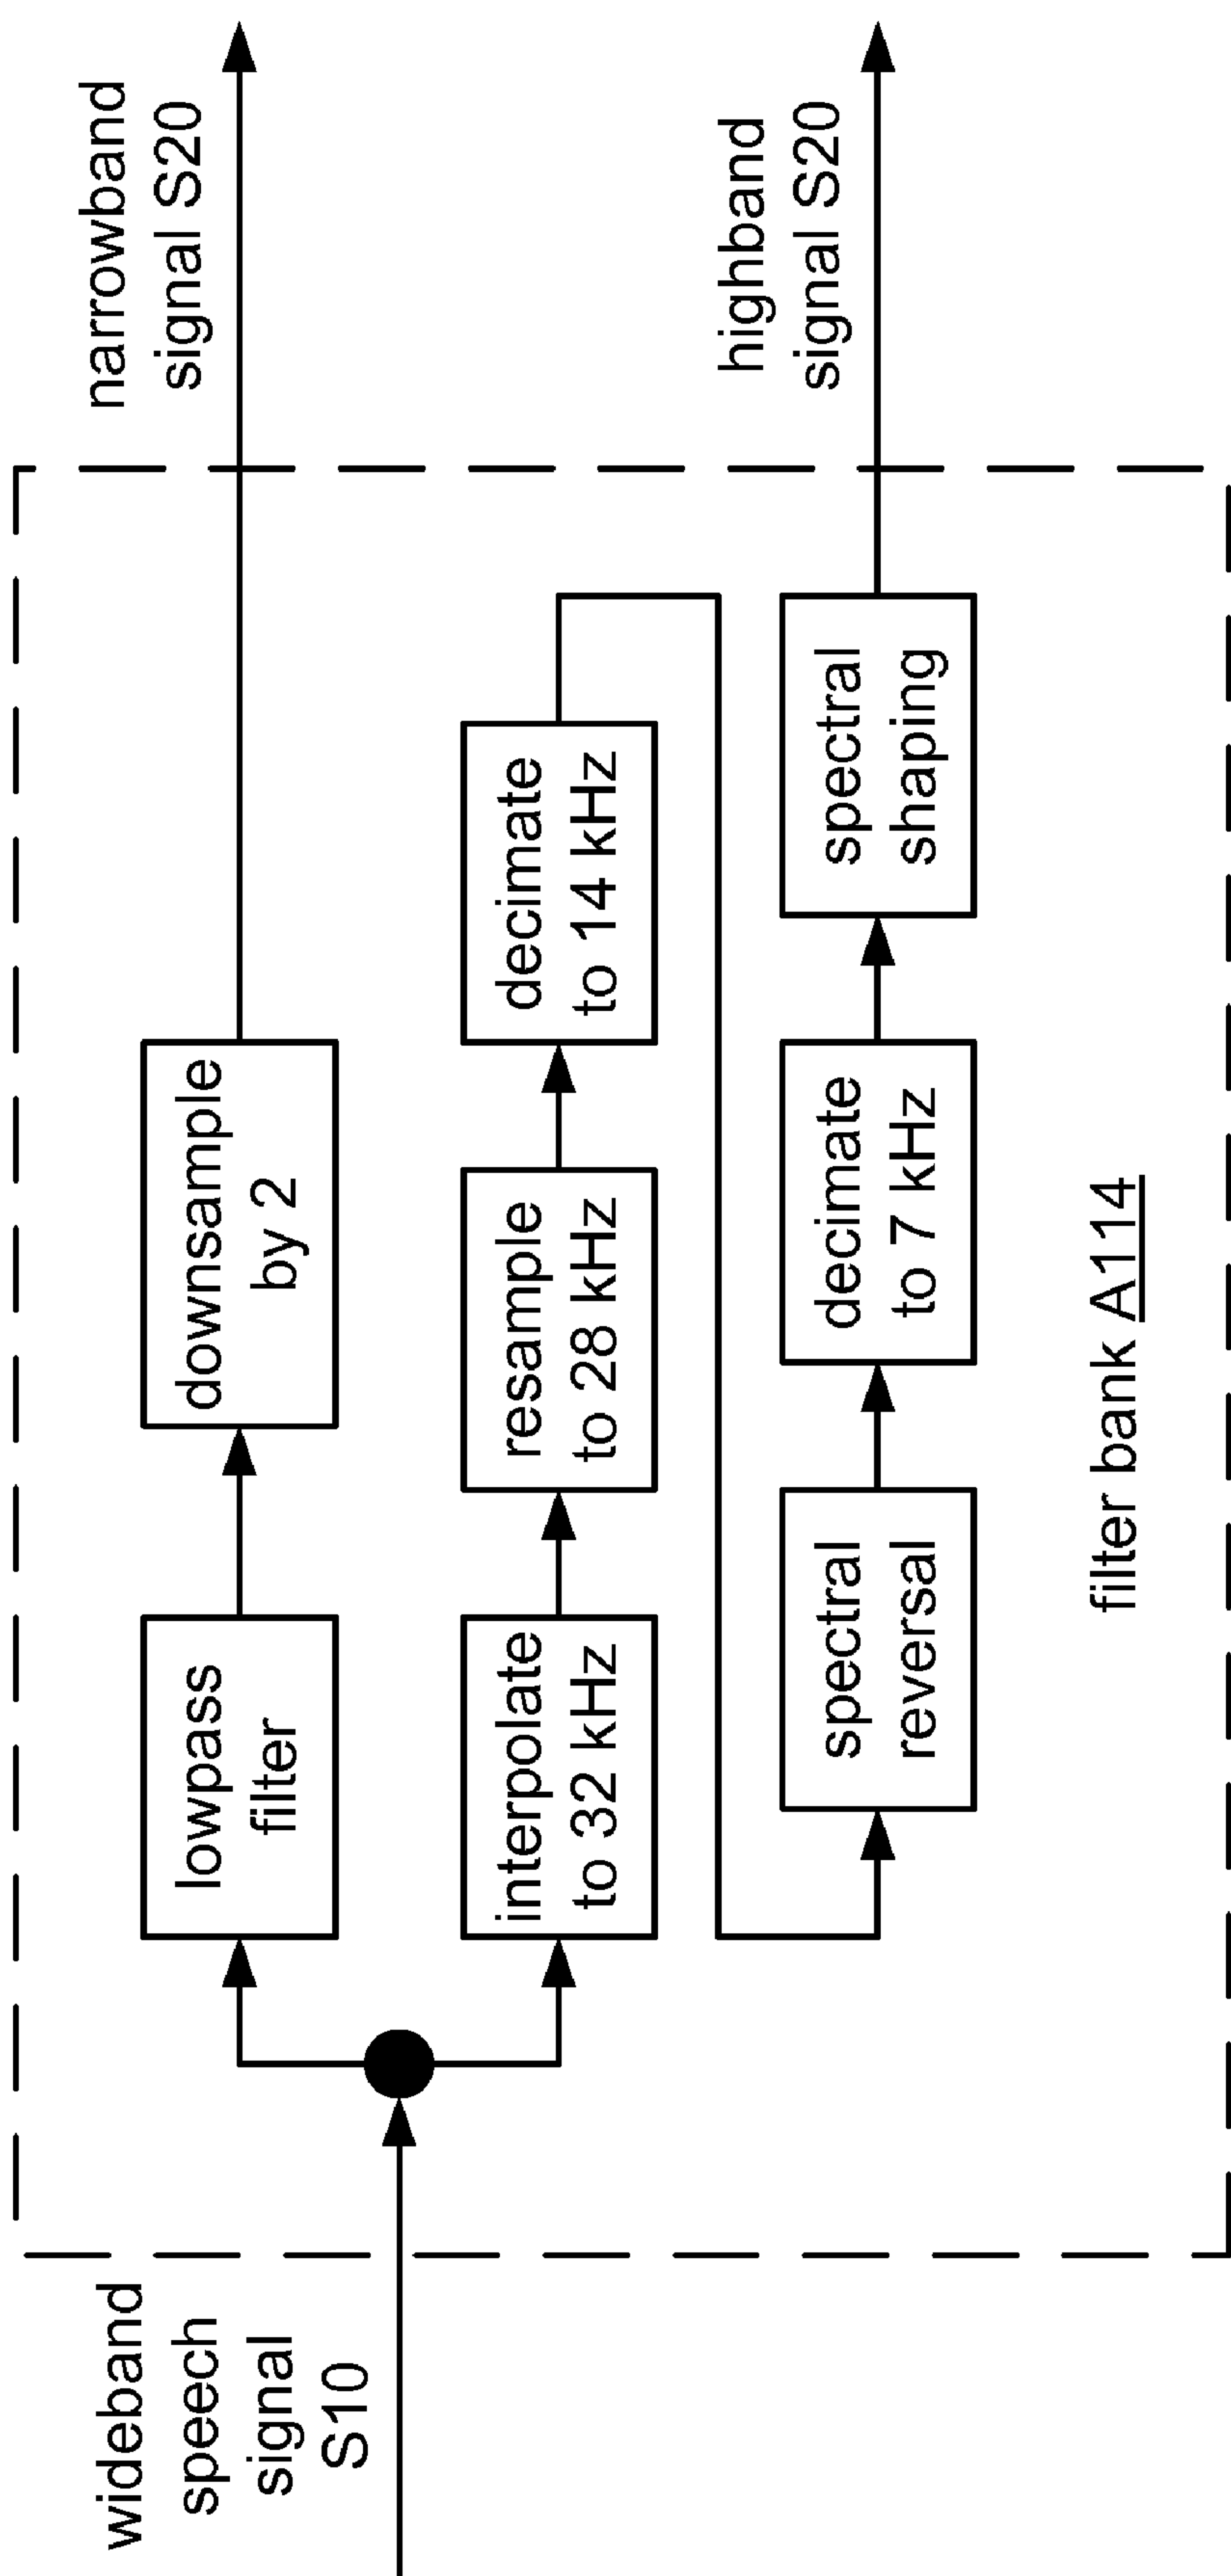 wideband
speech
signal
S10
lowpass
filter
downsample
by 2
narrowband
signal S20
interpolate
to 32 kHz
resample
to 28 kHz
decimate
to 14 kHz
spectral
reversal
decimate
to 7 kHz
spectral
shaping
highband
signal S20
filter bank A114